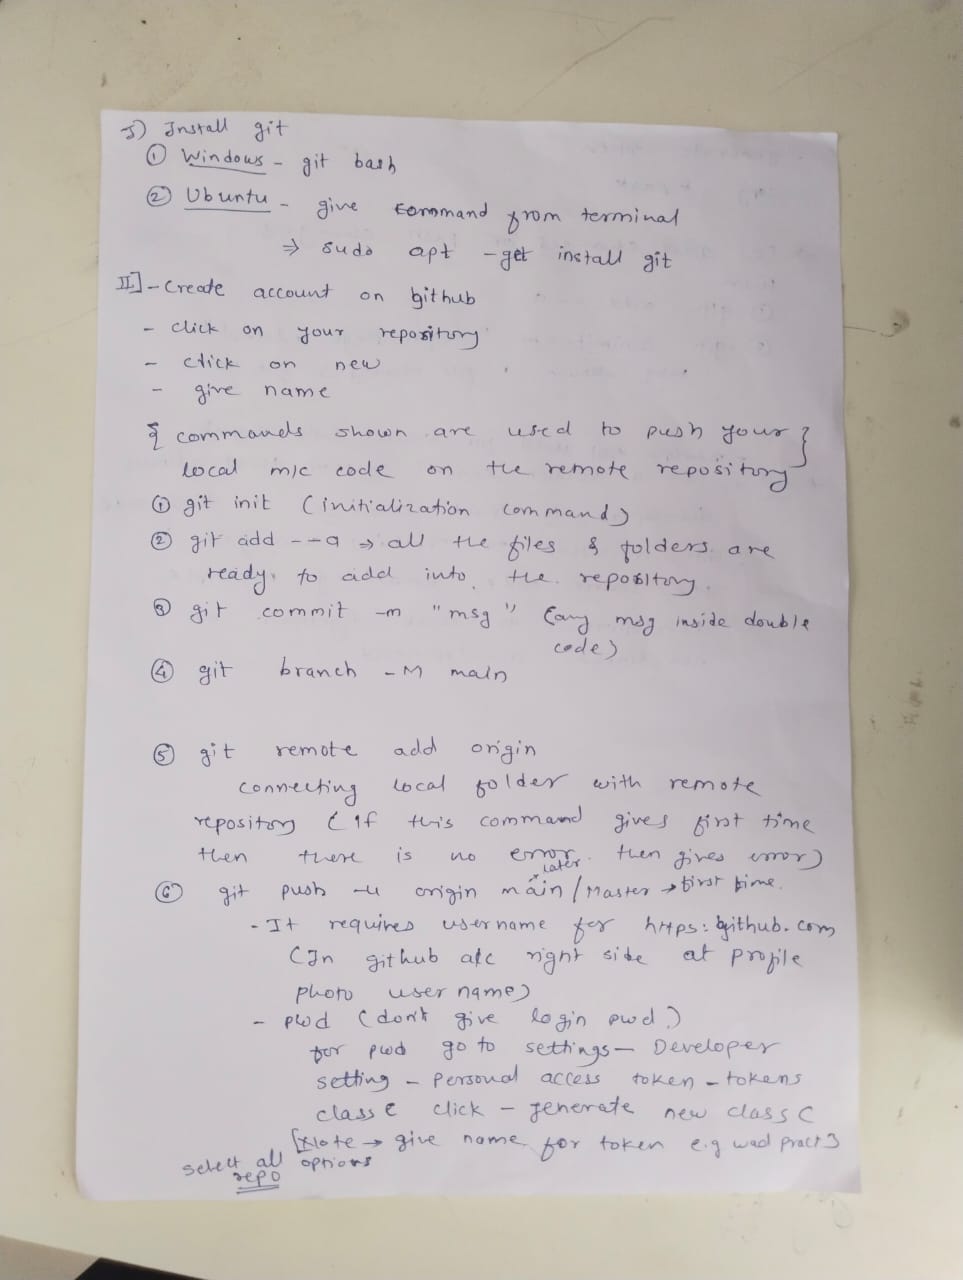 I) Install git
① Windows - git bash
② Ubuntu - give command from terminal
⇒ sudo apt -get install git
II] - Create account on github
- click on your repository
- click on new
- give name
{ commands shown are used to push your }
local m/c code on the remote repository
① git init (initialization command)
② git add --a → all the files & folders are
ready to add into the repository.
③ git commit -m "msg" (any msg inside double
code)
④ git branch -M main
⑤ git remote add origin
connecting local folder with remote
repository (if this command gives first time
then there is no error. then gives error)
later
⑥ git push -u origin main / Master → first time.
- It requires username for https: github.com
(In github a/c right side at profile
photo user name)
- pwd (don't give login pwd.)
for pwd go to settings - Developer
setting - Personal access token - tokens
classc click - generate new classc
[Note → give name for token e.g wad pract3
select all options
repo